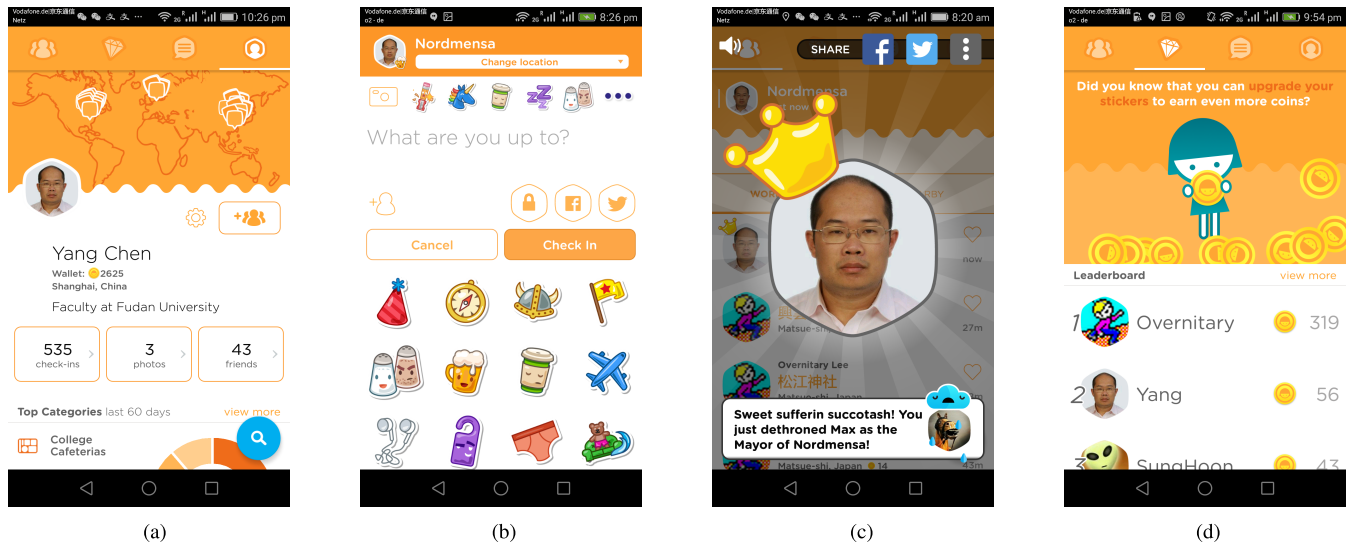 Vodafone.de|京东通信
Netz
10:26 pm
Yang Chen
Wallet: 2625
Shanghai, China
Faculty at Fudan University
535
check-ins
3
photos
43
friends
Top Categories last 60 days
view more
College
Cafeterias
(a)
Vodafone.de|京东通信
o2 - de
8:26 pm
Nordmensa
Change location
What are you up to?
Cancel
Check In
(b)
Vodafone.de|京东通信
Netz
8:20 am
SHARE
Nordmensa
now
Matsue-shi,
27m
Overnitary Lee
松江神社
Sweet sufferin succotash! You
just dethroned Max as the
Mayor of Nordmensa!
Matsue-shi, Japan 14
43m
(c)
Vodafone.de|京东通信
o2 - de
9:54 pm
Did you know that you can upgrade your
stickers to earn even more coins?
Leaderboard
view more
1
Overnitary
319
2
Yang
56
3
SungHoon
43
(d)